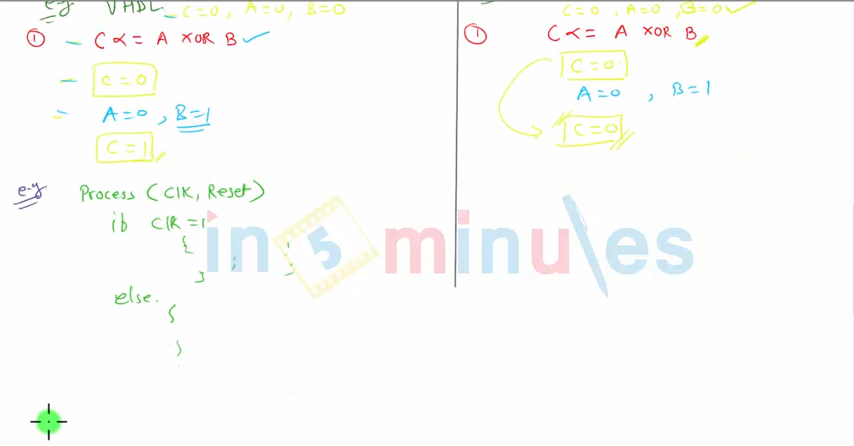 e.g VHDL - C=0, A=0, B=0
① - C <= A XOR B
- C=0
- A=0, B=1
C=1
C=0, A=0, B=0
① C <= A XOR B
C=0
A=0, B=1
C=0
e.g Process (Clk, Reset)
if Clk=1
{
; ;
}
else.
{
}
in 5 minutes